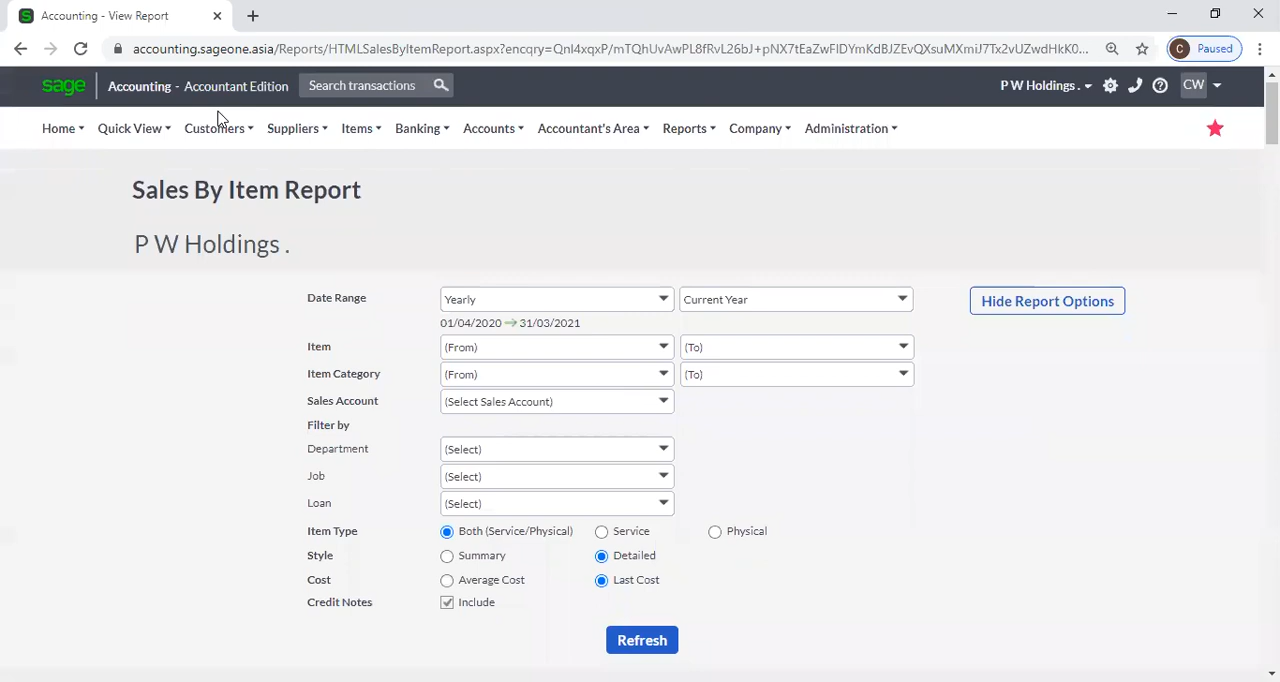 Accounting - View Report
accounting.sageone.asia/Reports/HTMLSalesByItemReport.aspx?encqry=QnI4xqxP/mTQhUvAwPL8fRvL26bJ+pNX7tEaZwFlDYmKdBJZEvQXsuMXmiJ7Tx2vUZwdHkK0...
C Paused
sage Accounting - Accountant Edition Search transactions P W Holdings . CW
Home Quick View Customers Suppliers Items Banking Accounts Accountant's Area Reports Company Administration
Sales By Item Report
P W Holdings .
Date Range Yearly Current Year Hide Report Options
01/04/2020 31/03/2021
Item (From) (To)
Item Category (From) (To)
Sales Account (Select Sales Account)
Filter by
Department (Select)
Job (Select)
Loan (Select)
Item Type Both (Service/Physical) Service Physical
Style Summary Detailed
Cost Average Cost Last Cost
Credit Notes Include
Refresh